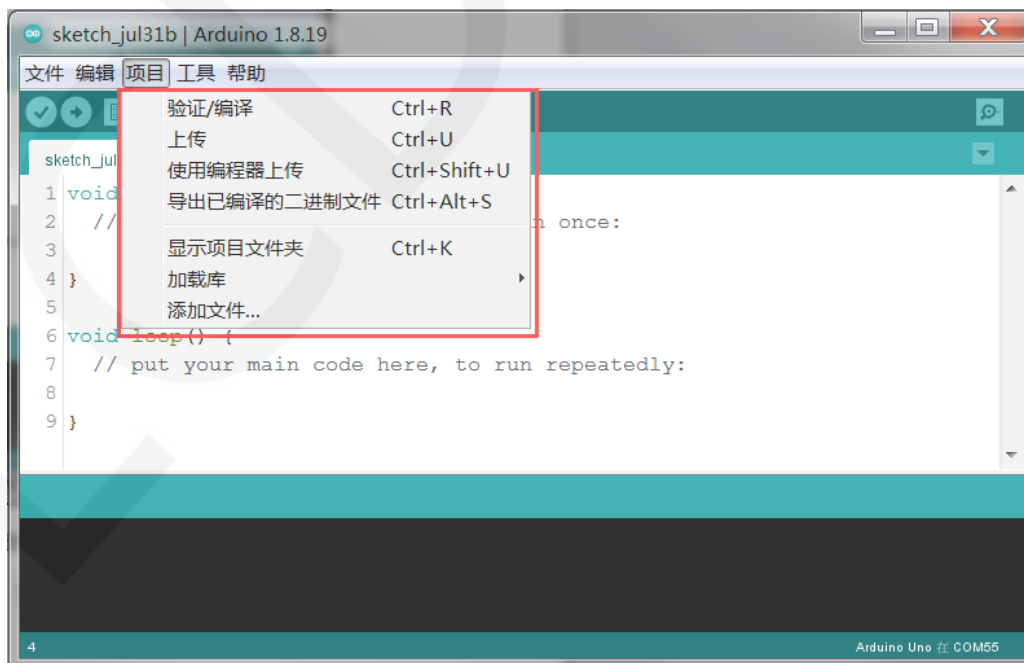 sketch_jul31b | Arduino 1.8.19
文件 编辑 项目 工具 帮助
验证/编译 Ctrl+R
上传 Ctrl+U
使用编程器上传 Ctrl+Shift+U
导出已编译的二进制文件 Ctrl+Alt+S
显示项目文件夹 Ctrl+K
加载库
添加文件...
sketch_jul
1 void
2 // n once:
3
4 }
5
6 void loop() {
7 // put your main code here, to run repeatedly:
8
9 }
4 Arduino Uno 在 COM55